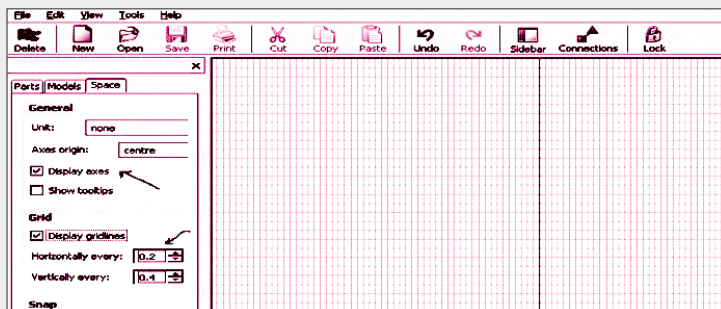 File Edit View Tools Help
Delete New Open Save Print Cut Copy Paste Undo Redo Sidebar Connections Lock
Parts Models Space
General
Unit: none
Axes origin: centre
Display axes
Show tooltips
Grid
Display gridlines
Horizontally every: 0.2
Vertically every: 0.4
Snap